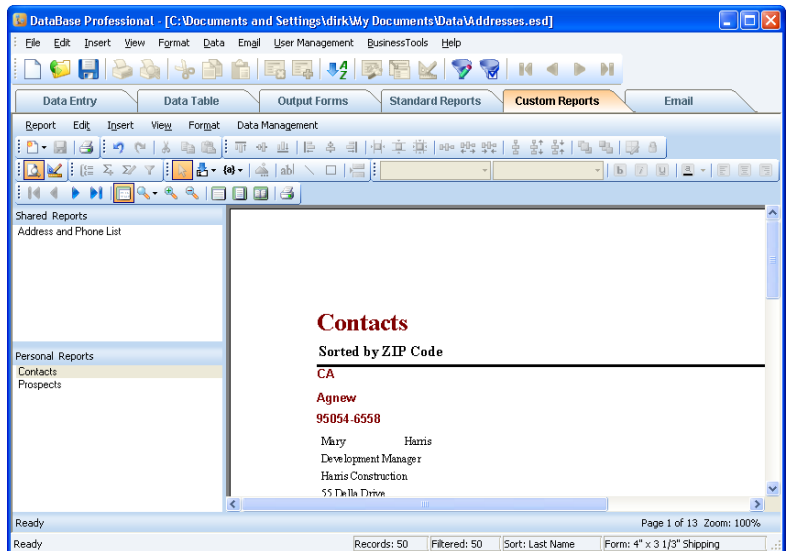 DataBase Professional - [C:\Documents and Settings\dirk\My Documents\Data\Addresses.esd]
File Edit Insert View Format Data Email User Management BusinessTools Help
Data Entry Data Table Output Forms Standard Reports Custom Reports Email
Report Edit Insert View Format Data Management
Shared Reports
Address and Phone List
Personal Reports
Contacts
Prospects
Contacts
Sorted by ZIP Code
CA
Agnew
95054-6558
Mary Harris
Development Manager
Harris Construction
55 Della Drive
Ready Page 1 of 13 Zoom: 100%
Ready Records: 50 Filtered: 50 Sort: Last Name Form: 4" x 3 1/3" Shipping